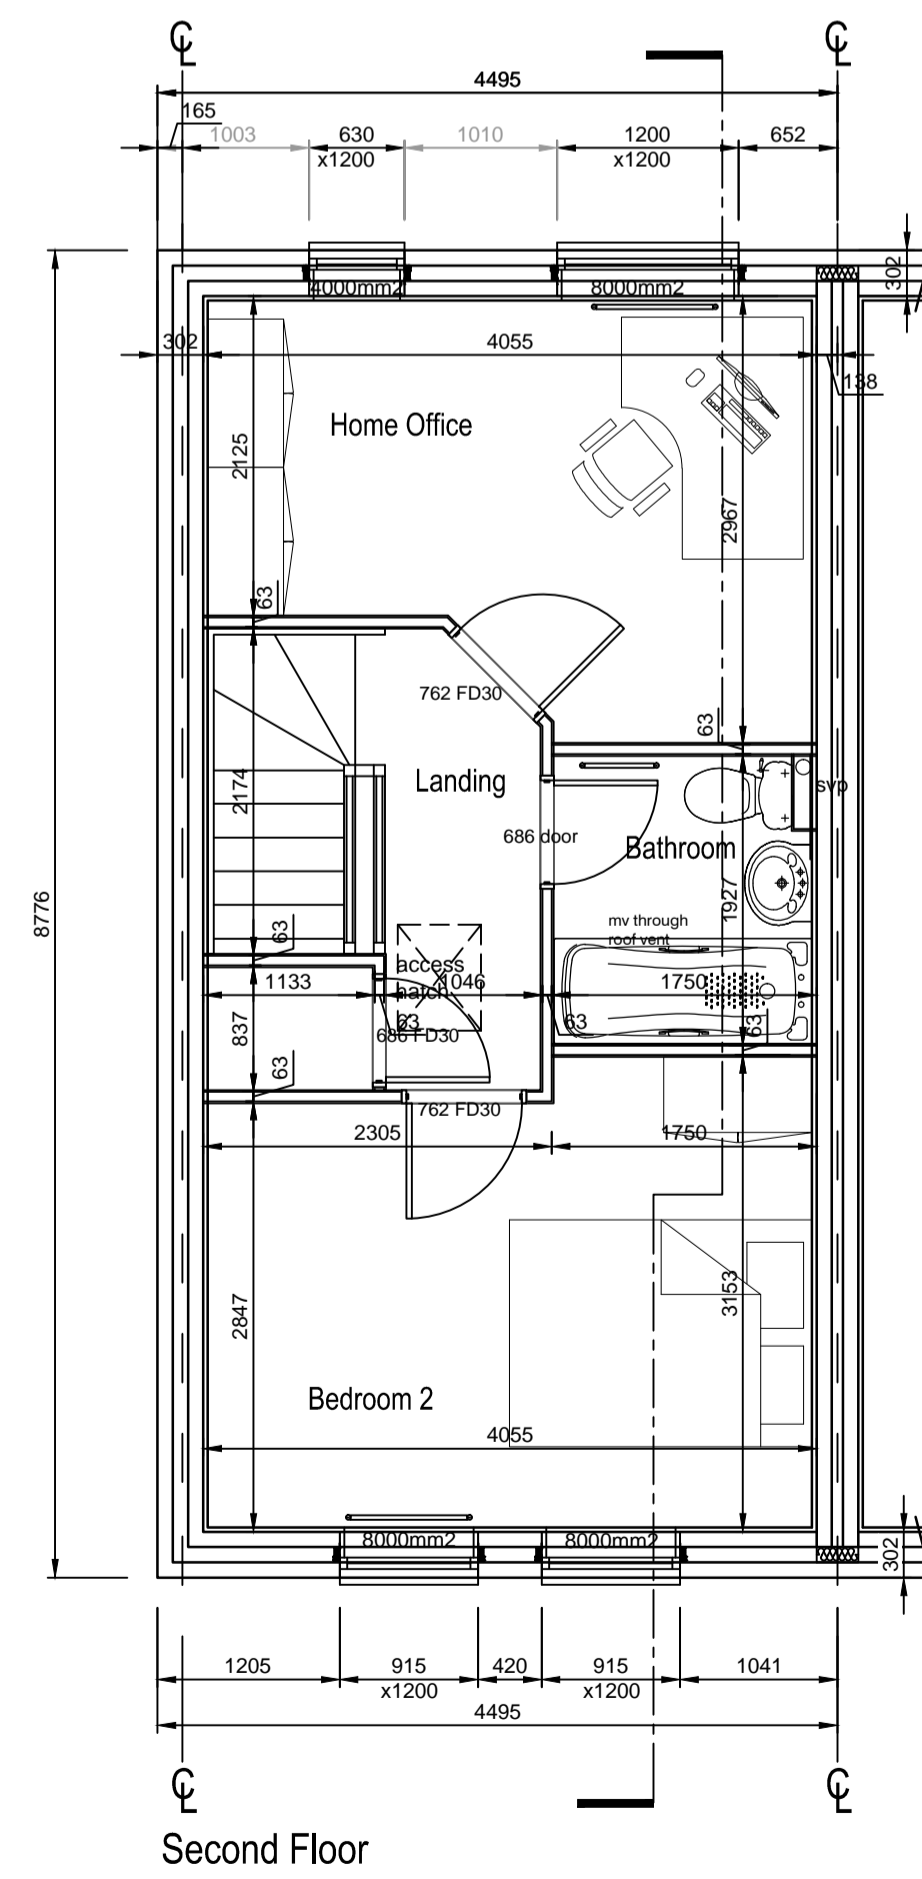 ℄ ℄
4495
165
1003 630 1010 1200 652
x1200 x1200
302
4000mm2 8000mm2
302 4055
138
Home Office
2125
2967
63
762 FD30
63
2174
Landing
svp
686 door
Bathroom
1927
8776
mv through
roof vent
63
access
hatch
1133 1046 1750
837
63 63 63
686 FD30
63
762 FD30
2305 1750
2847
3153
Bedroom 2
4055
8000mm2 8000mm2
302
1205 915 420 915 1041
x1200 x1200
4495
℄ ℄
Second Floor